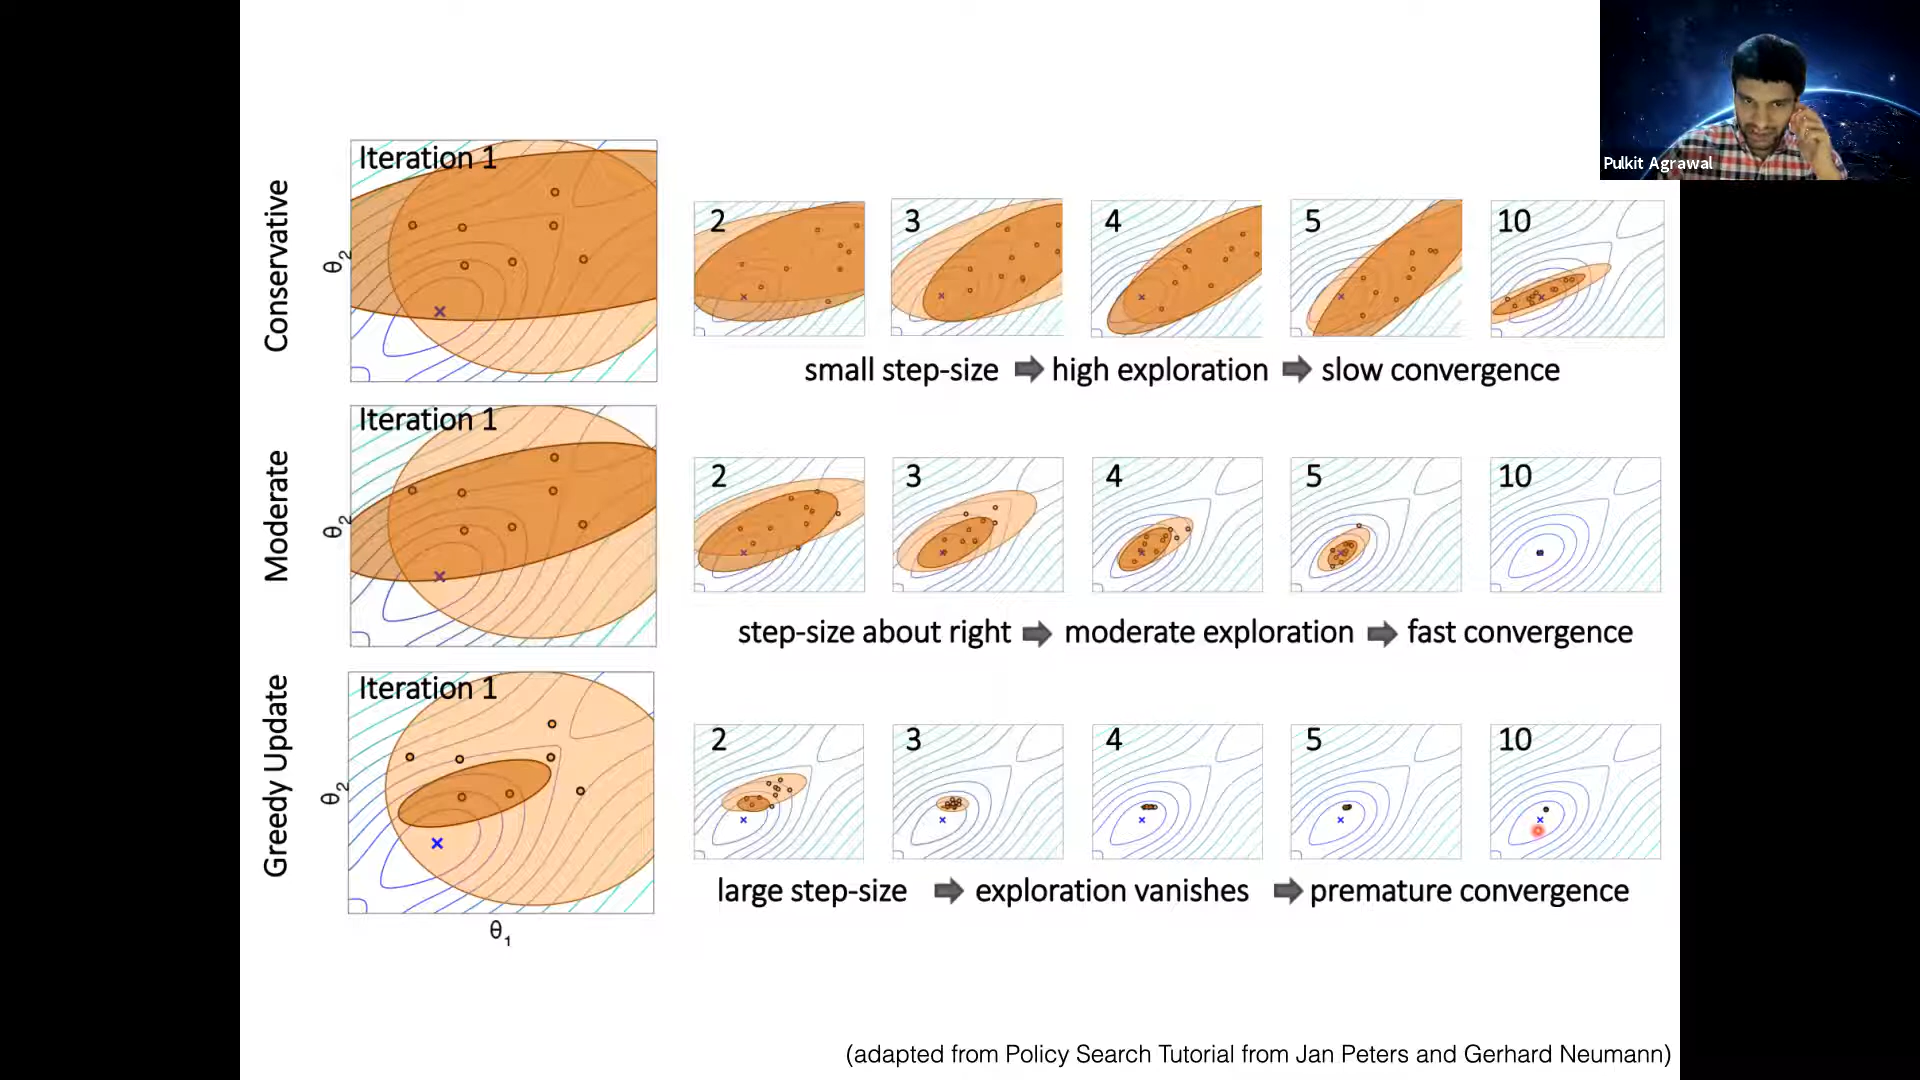 Pulkit Agrawal
Conservative
Iteration 1
θ2
2
3
4
5
10
small step-size ➡ high exploration ➡ slow convergence
Moderate
Iteration 1
θ2
2
3
4
5
10
step-size about right ➡ moderate exploration ➡ fast convergence
Greedy Update
Iteration 1
θ2
θ1
2
3
4
5
10
large step-size ➡ exploration vanishes ➡ premature convergence
(adapted from Policy Search Tutorial from Jan Peters and Gerhard Neumann)